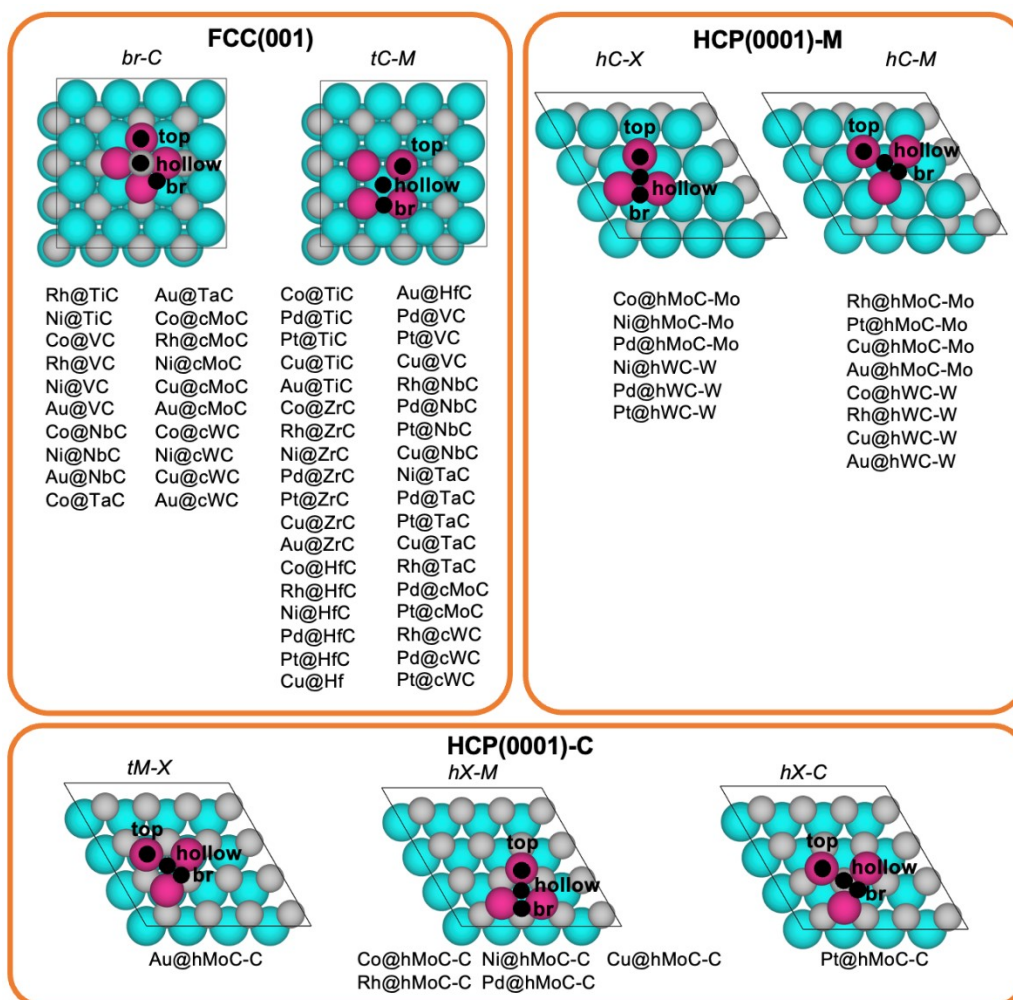 FCC(001)
br-C
tC-M
top
hollow
br
top
hollow
br
Rh@TiC
Ni@TiC
Co@VC
Rh@VC
Ni@VC
Au@VC
Co@NbC
Ni@NbC
Au@NbC
Co@TaC
Au@TaC
Co@cMoC
Rh@cMoC
Ni@cMoC
Cu@cMoC
Au@cMoC
Co@cWC
Ni@cWC
Cu@cWC
Au@cWC
Co@TiC
Pd@TiC
Pt@TiC
Cu@TiC
Au@TiC
Co@ZrC
Rh@ZrC
Ni@ZrC
Pd@ZrC
Pt@ZrC
Cu@ZrC
Au@ZrC
Co@HfC
Rh@HfC
Ni@HfC
Pd@HfC
Pt@HfC
Cu@Hf
Au@HfC
Pd@VC
Pt@VC
Cu@VC
Rh@NbC
Pd@NbC
Pt@NbC
Cu@NbC
Ni@TaC
Pd@TaC
Pt@TaC
Cu@TaC
Rh@TaC
Pd@cMoC
Pt@cMoC
Rh@cWC
Pd@cWC
Pt@cWC
HCP(0001)-M
hC-X
hC-M
top
hollow
br
top
hollow
br
Co@hMoC-Mo
Ni@hMoC-Mo
Pd@hMoC-Mo
Ni@hWC-W
Pd@hWC-W
Pt@hWC-W
Rh@hMoC-Mo
Pt@hMoC-Mo
Cu@hMoC-Mo
Au@hMoC-Mo
Co@hWC-W
Rh@hWC-W
Cu@hWC-W
Au@hWC-W
HCP(0001)-C
tM-X
hX-M
hX-C
top
hollow
br
top
hollow
br
top
hollow
br
Au@hMoC-C
Co@hMoC-C Ni@hMoC-C Cu@hMoC-C
Rh@hMoC-C Pd@hMoC-C
Pt@hMoC-C